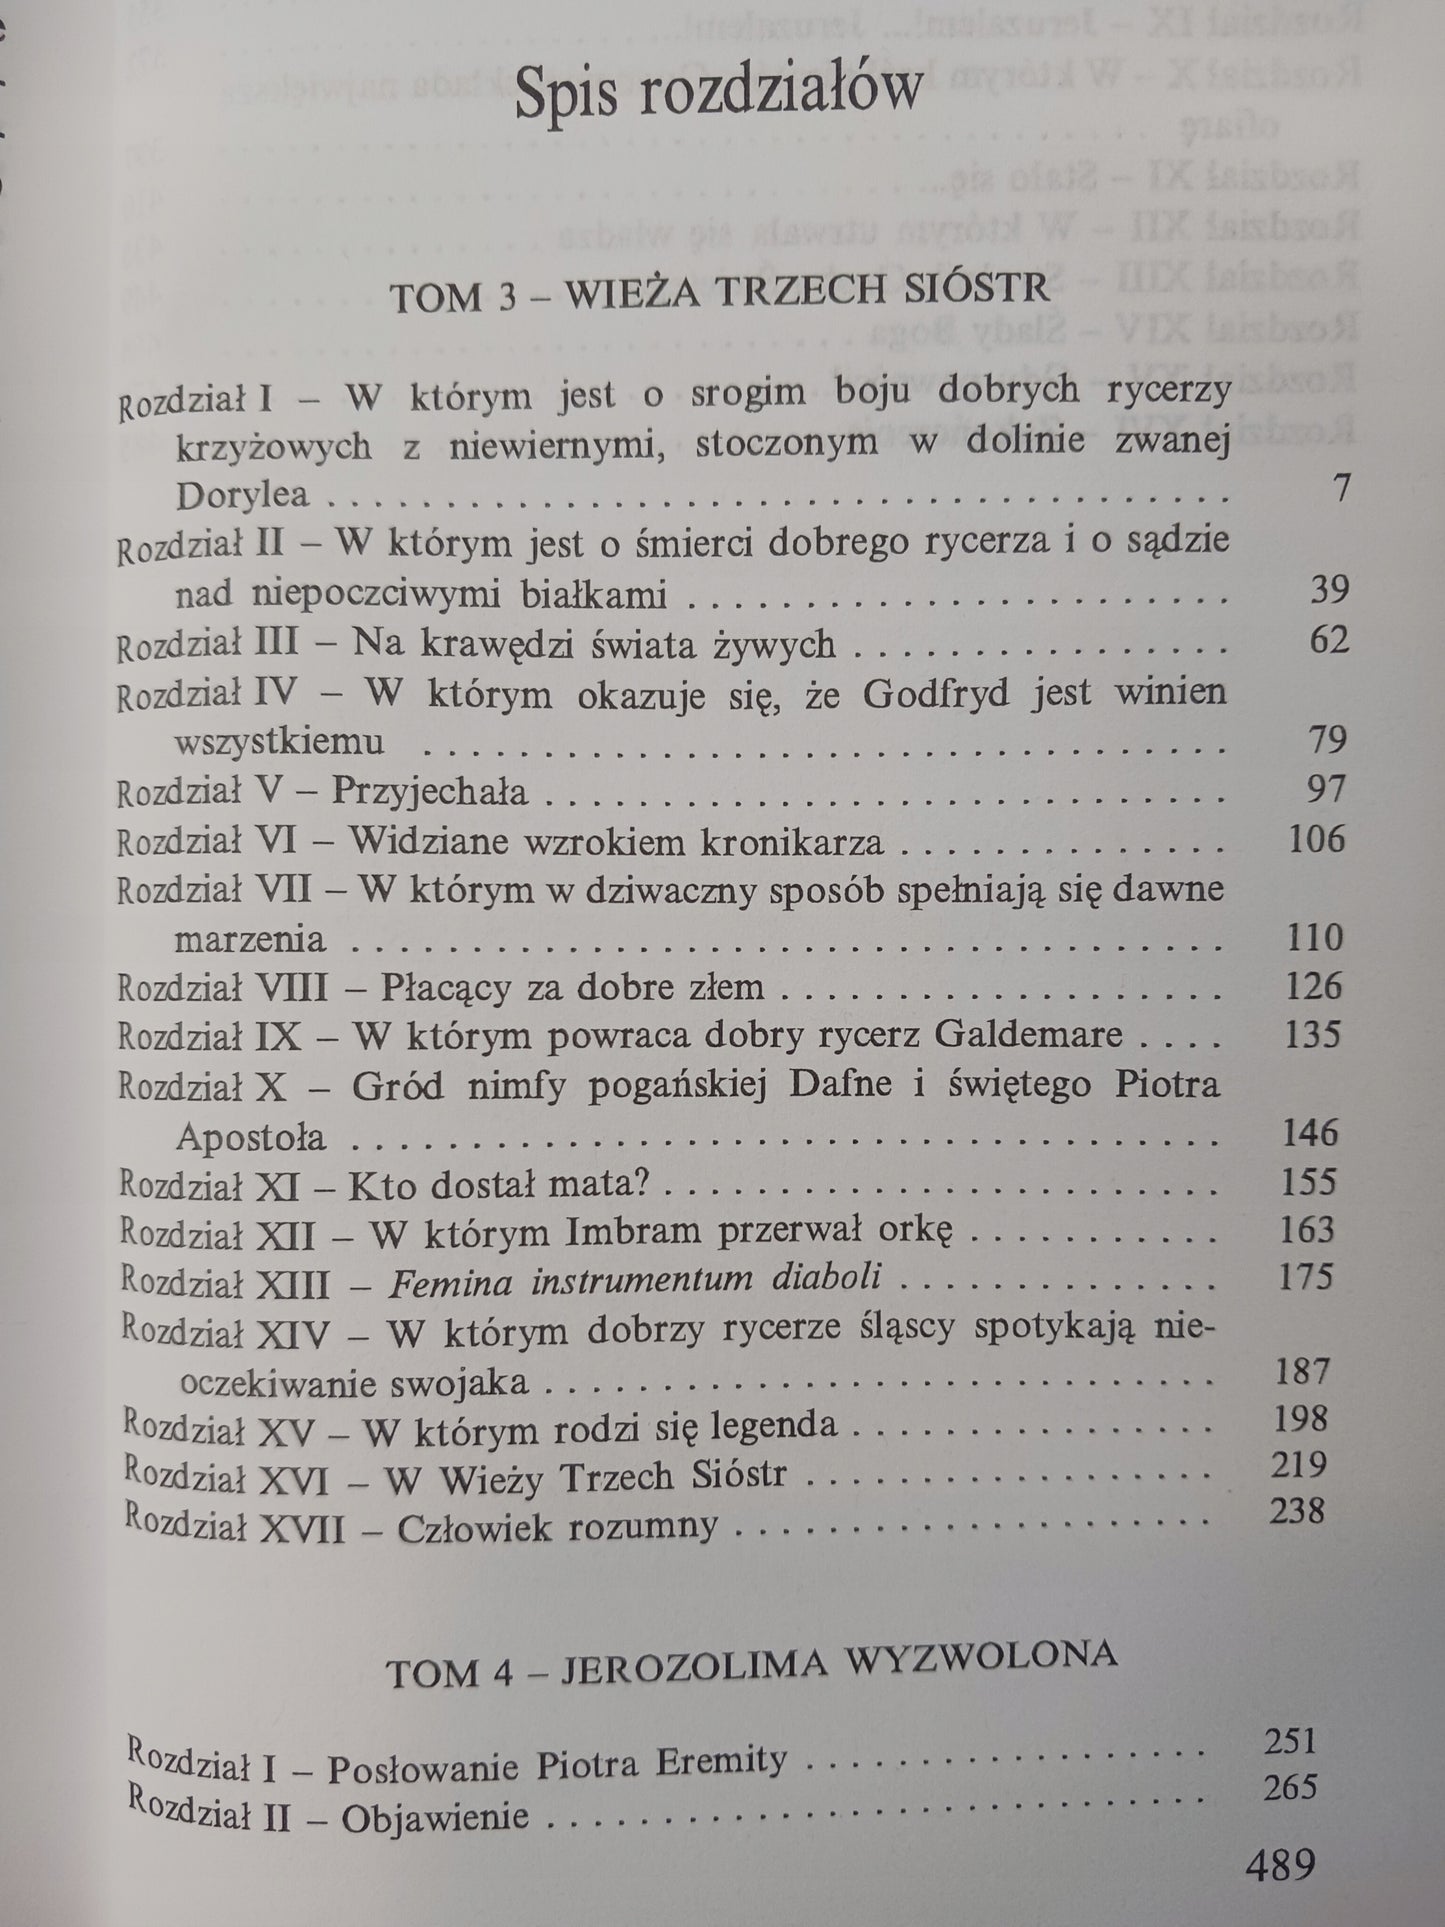 Spis rozdziałów
TOM 3 – WIEŻA TRZECH SIÓSTR
Rozdział I – W którym jest o srogim boju dobrych rycerzy
krzyżowych z niewiernymi, stoczonym w dolinie zwanej
Dorylea . . . . . . . . . . . . . . . . . . . . . . . . . . . . . 7
Rozdział II – W którym jest o śmierci dobrego rycerza i o sądzie
nad niepoczciwymi białkami . . . . . . . . . . . . . . . . . . 39
Rozdział III – Na krawędzi świata żywych . . . . . . . . . . . . 62
Rozdział IV – W którym okazuje się, że Godfryd jest winien
wszystkiemu . . . . . . . . . . . . . . . . . . . . . . . . . . 79
Rozdział V – Przyjechała . . . . . . . . . . . . . . . . . . . . . . 97
Rozdział VI – Widziane wzrokiem kronikarza . . . . . . . . . . . 106
Rozdział VII – W którym w dziwaczny sposób spełniają się dawne
marzenia . . . . . . . . . . . . . . . . . . . . . . . . . . . . 110
Rozdział VIII – Płacący za dobre złem . . . . . . . . . . . . . . . 126
Rozdział IX – W którym powraca dobry rycerz Galdemare . . . . 135
Rozdział X – Gród nimfy pogańskiej Dafne i świętego Piotra
Apostoła . . . . . . . . . . . . . . . . . . . . . . . . . . . . 146
Rozdział XI – Kto dostał mata? . . . . . . . . . . . . . . . . . . 155
Rozdział XII – W którym Imbram przerwał orkę . . . . . . . . . 163
Rozdział XIII – Femina instrumentum diaboli . . . . . . . . . . . 175
Rozdział XIV – W którym dobrzy rycerze śląscy spotykają nie-
oczekiwanie swojaka . . . . . . . . . . . . . . . . . . . . . . 187
Rozdział XV – W którym rodzi się legenda . . . . . . . . . . . . 198
Rozdział XVI – W Wieży Trzech Sióstr . . . . . . . . . . . . . . 219
Rozdział XVII – Człowiek rozumny . . . . . . . . . . . . . . . . 238
TOM 4 – JEROZOLIMA WYZWOLONA
Rozdział I – Posłowanie Piotra Eremity . . . . . . . . . . . . . . 251
Rozdział II – Objawienie . . . . . . . . . . . . . . . . . . . . . . 265
489